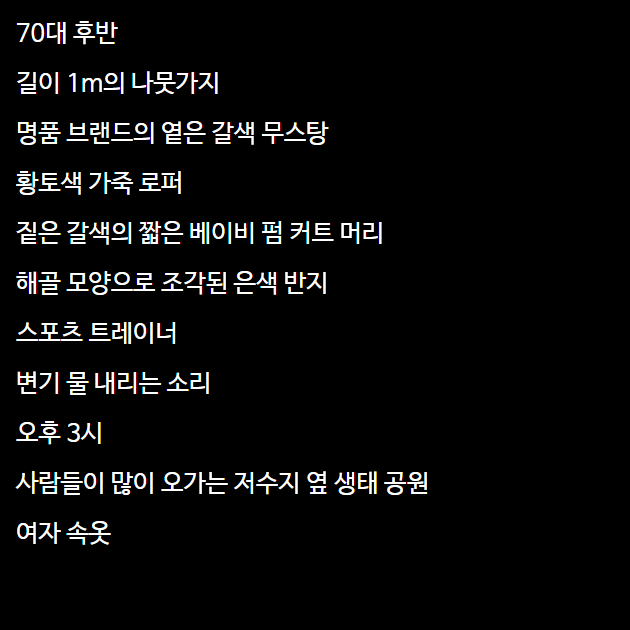 70대 후반
길이 1m의 나뭇가지
명품 브랜드의 옅은 갈색 무스탕
황토색 가죽 로퍼
짙은 갈색의 짧은 베이비 펌 커트 머리
해골 모양으로 조각된 은색 반지
스포츠 트레이너
변기 물 내리는 소리
오후 3시
사람들이 많이 오가는 저수지 옆 생태 공원
여자 속옷